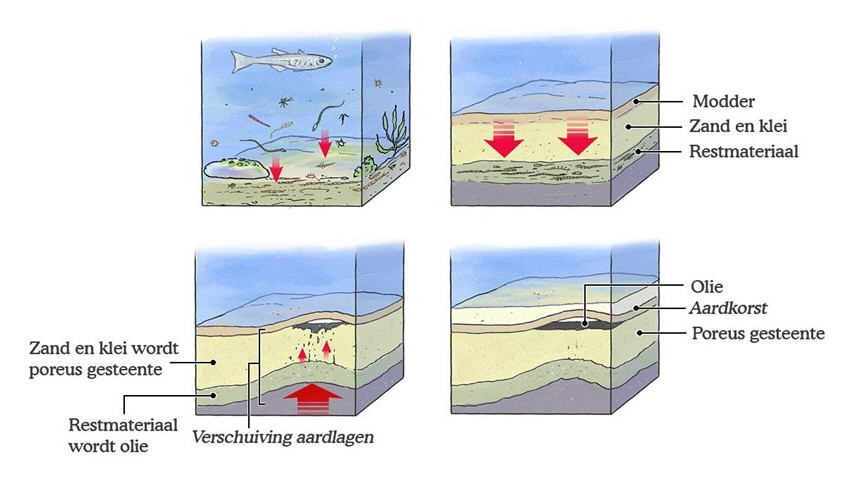 Modder
Zand en klei
Restmateriaal
Zand en klei wordt
poreus gesteente
Restmateriaal
wordt olie
Verschuiving aardlagen
Olie
Aardkorst
Poreus gesteente